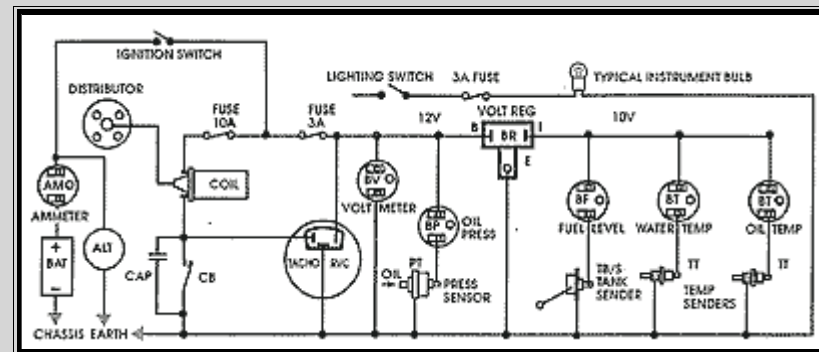 IGNITION SWITCH
DISTRIBUTOR
LIGHTING SWITCH
3A FUSE
TYPICAL INSTRUMENT BULB
FUSE
10A
FUSE
3A
12V
VOLT REG
B
BR
I
E
10V
AMO
AMMETER
COIL
BV
VOLT METER
BP
OIL
PRESS
BF
FUEL LEVEL
BT
WATER TEMP
BT
OIL TEMP
+
BAT
−
ALT
CAP
CB
TACHO RVC
OIL
PT
PRESS
SENSOR
TB/S
TANK
SENDER
TT
TEMP
SENDERS
TT
CHASSIS EARTH